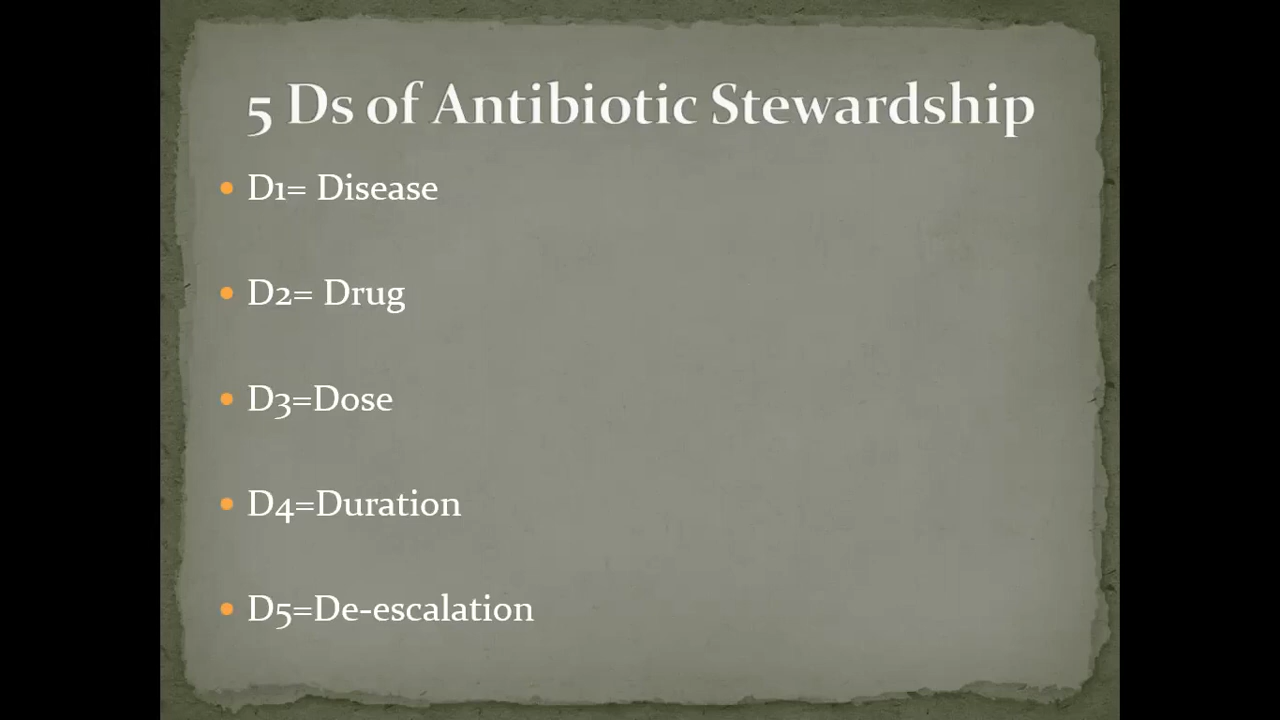 5 Ds of Antibiotic Stewardship
• D1= Disease
• D2= Drug
• D3=Dose
• D4=Duration
• D5=De-escalation